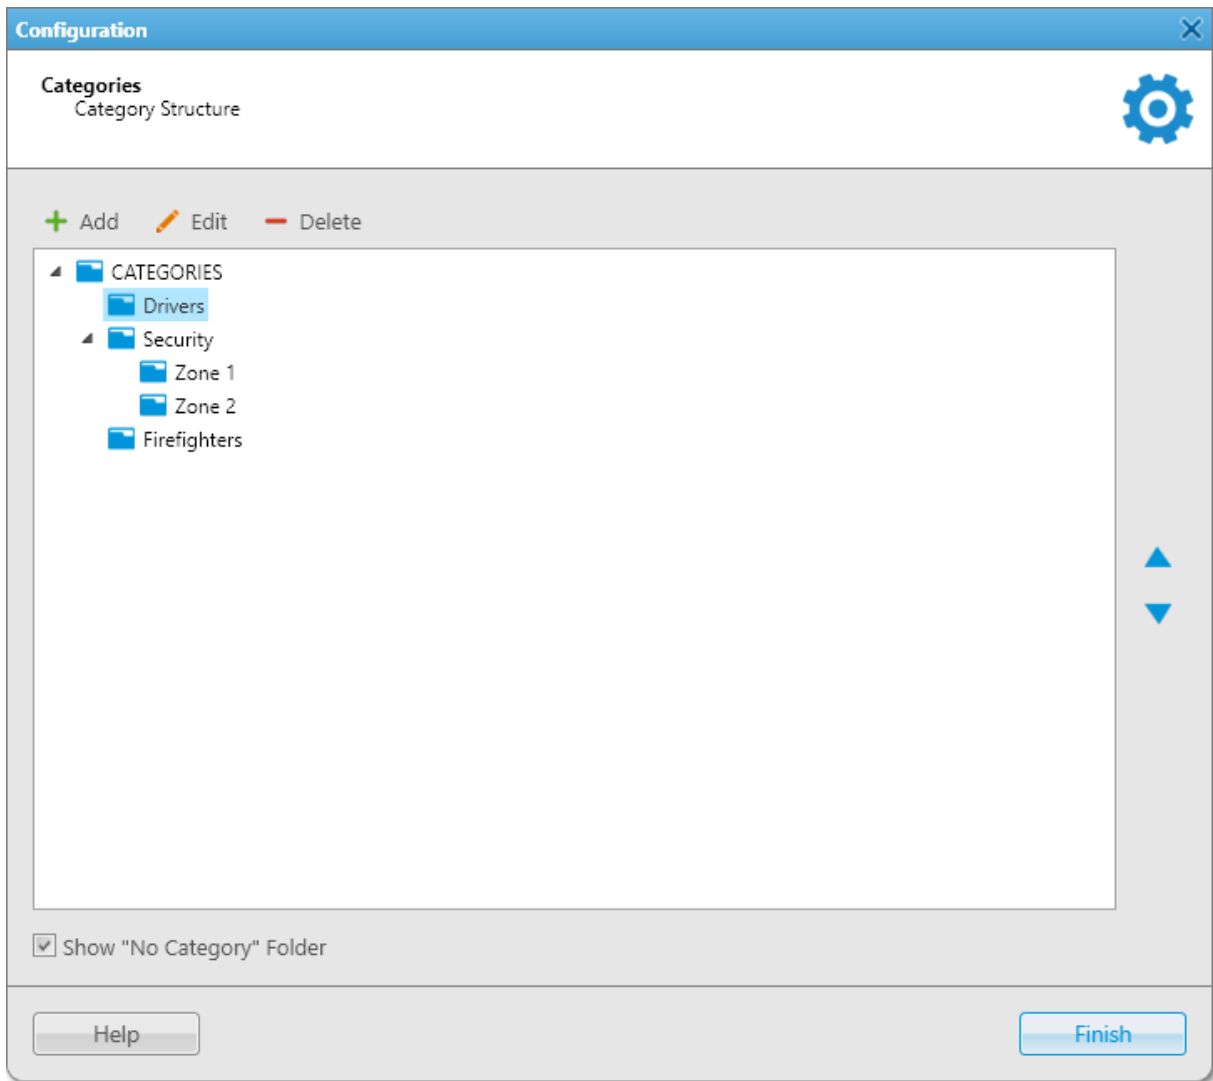 Configuration
Categories
Category Structure
Add Edit Delete
CATEGORIES
Drivers
Security
Zone 1
Zone 2
Firefighters
Show "No Category" Folder
Help Finish